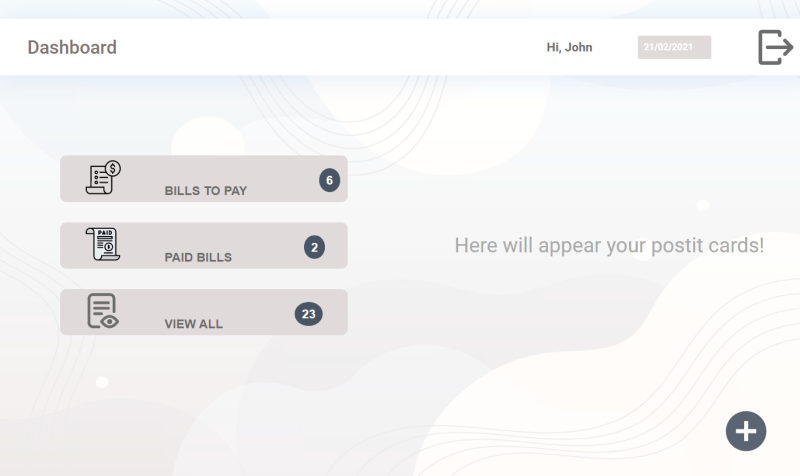 Dashboard
Hi, John
21/02/2021
BILLS TO PAY
6
PAID
PAID BILLS
2
VIEW ALL
23
Here will appear your postit cards!